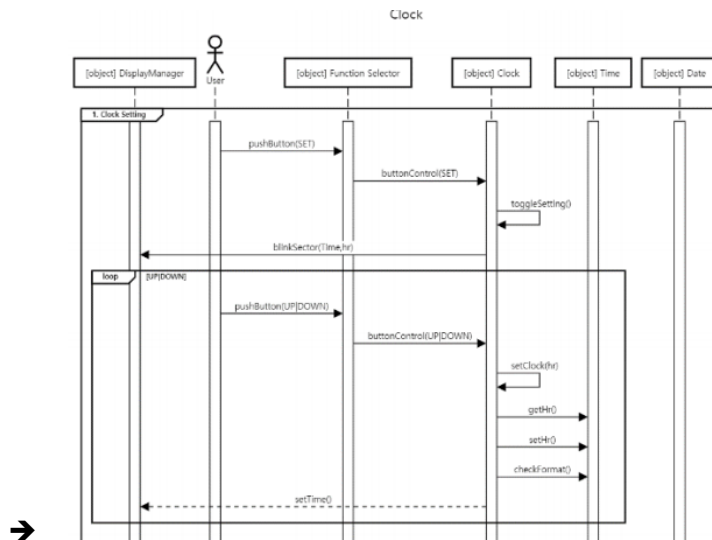 Clock
[object] DisplayManager
User
[object] Function Selector
[object] Clock
[object] Time
[object] Date
1. Clock Setting
pushButton(SET)
buttonControl(SET)
toggleSetting()
blinkSector(Time,hr)
loop
[UP|DOWN]
pushButton(UP|DOWN)
buttonControl(UP|DOWN)
setClock(hr)
getHr()
setHr()
checkFormat()
setTime()